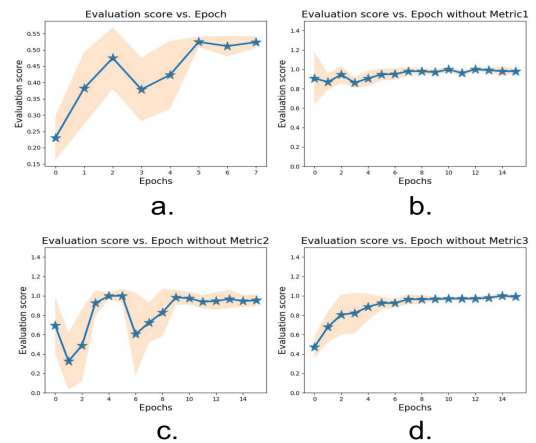 Evaluation score vs. Epoch
Evaluation score
0.55
0.50
0.45
0.40
0.35
0.30
0.25
0.20
0.15
0 1 2 3 4 5 6 7
Epochs
a.
Evaluation score vs. Epoch without Metric1
Evaluation score
1.4
1.2
1.0
0.8
0.6
0.4
0.2
0.0
0 2 4 6 8 10 12 14
Epochs
b.
Evaluation score vs. Epoch without Metric2
Evaluation score
1.4
1.2
1.0
0.8
0.6
0.4
0.2
0.0
0 2 4 6 8 10 12 14
Epochs
c.
Evaluation score vs. Epoch without Metric3
Evaluation score
1.4
1.2
1.0
0.8
0.6
0.4
0.2
0.0
0 2 4 6 8 10 12 14
Epochs
d.